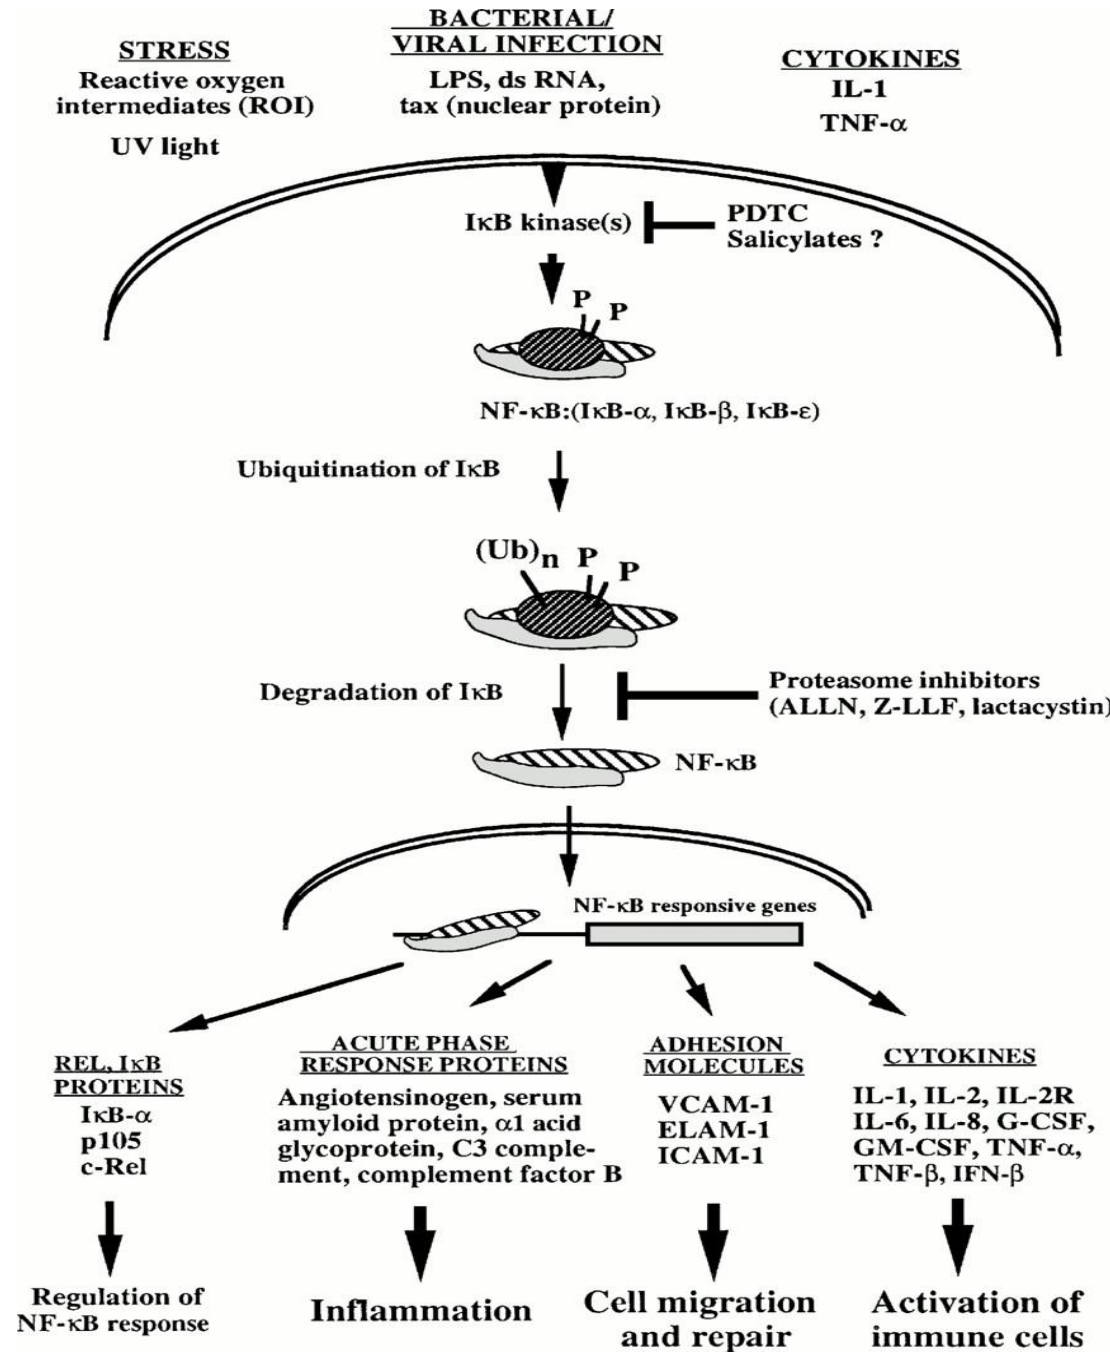 STRESS
Reactive oxygen
intermediates (ROI)
UV light
BACTERIAL/
VIRAL INFECTION
LPS, ds RNA,
tax (nuclear protein)
CYTOKINES
IL-1
TNF-α
IκB kinase(s)
PDTC
Salicylates ?
P
P
NF-κB:(IκB-α, IκB-β, IκB-ε)
Ubiquitination of IκB
(Ub)n P
P
Degradation of IκB
Proteasome inhibitors
(ALLN, Z-LLF, lactacystin)
NF-κB
NF-κB responsive genes
REL, IκB
PROTEINS
IκB-α
p105
c-Rel
Regulation of
NF-κB response
ACUTE PHASE
RESPONSE PROTEINS
Angiotensinogen, serum
amyloid protein, α1 acid
glycoprotein, C3 comple-
ment, complement factor B
Inflammation
ADHESION
MOLECULES
VCAM-1
ELAM-1
ICAM-1
Cell migration
and repair
CYTOKINES
IL-1, IL-2, IL-2R
IL-6, IL-8, G-CSF,
GM-CSF, TNF-α,
TNF-β, IFN-β
Activation of
immune cells